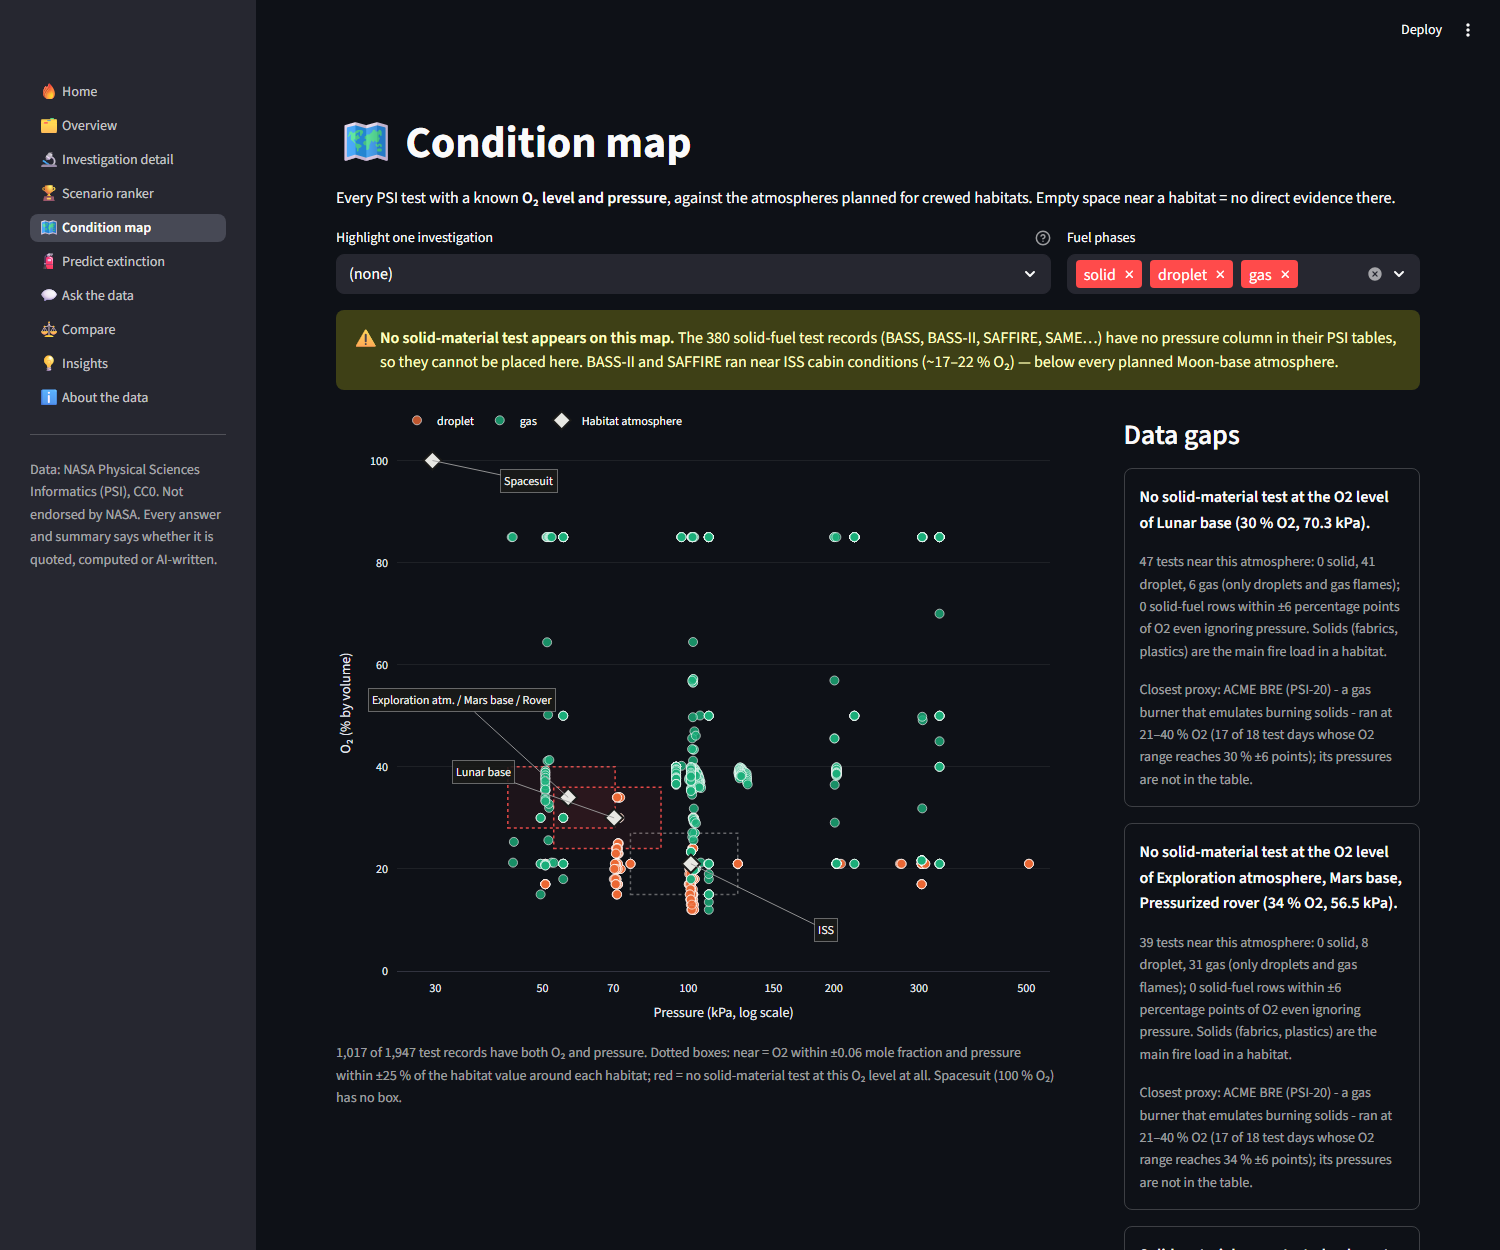 Deploy
Home
Overview
Investigation detail
Scenario ranker
Condition map
Predict extinction
Ask the data
Compare
Insights
About the data
Data: NASA Physical Sciences
Informatics (PSI), CC0. Not
endorsed by NASA. Every answer
and summary says whether it is
quoted, computed or AI-written.
Condition map
Every PSI test with a known O₂ level and pressure, against the atmospheres planned for crewed habitats. Empty space near a habitat = no direct evidence there.
Highlight one investigation
(none)
Fuel phases
solid
droplet
gas
No solid-material test appears on this map. The 380 solid-fuel test records (BASS, BASS-II, SAFFIRE, SAME…) have no pressure column in their PSI tables,
so they cannot be placed here. BASS-II and SAFFIRE ran near ISS cabin conditions (~17–22 % O₂) — below every planned Moon-base atmosphere.
droplet
gas
Habitat atmosphere
100
80
60
40
20
0
O₂ (% by volume)
Spacesuit
Exploration atm. / Mars base / Rover
Lunar base
ISS
30
50
70
100
150
200
300
500
Pressure (kPa, log scale)
1,017 of 1,947 test records have both O₂ and pressure. Dotted boxes: near = O2 within ±0.06 mole fraction and pressure
within ±25 % of the habitat value around each habitat; red = no solid-material test at this O₂ level at all. Spacesuit (100 % O₂)
has no box.
Data gaps
No solid-material test at the O2 level
of Lunar base (30 % O2, 70.3 kPa).
47 tests near this atmosphere: 0 solid, 41
droplet, 6 gas (only droplets and gas flames);
0 solid-fuel rows within ±6 percentage points
of O2 even ignoring pressure. Solids (fabrics,
plastics) are the main fire load in a habitat.
Closest proxy: ACME BRE (PSI-20) - a gas
burner that emulates burning solids - ran at
21–40 % O2 (17 of 18 test days whose O2
range reaches 30 % ±6 points); its pressures
are not in the table.
No solid-material test at the O2 level
of Exploration atmosphere, Mars base,
Pressurized rover (34 % O2, 56.5 kPa).
39 tests near this atmosphere: 0 solid, 8
droplet, 31 gas (only droplets and gas
flames); 0 solid-fuel rows within ±6
percentage points of O2 even ignoring
pressure. Solids (fabrics, plastics) are the
main fire load in a habitat.
Closest proxy: ACME BRE (PSI-20) - a gas
burner that emulates burning solids - ran at
21–40 % O2 (17 of 18 test days whose O2
range reaches 34 % ±6 points); its pressures
are not in the table.